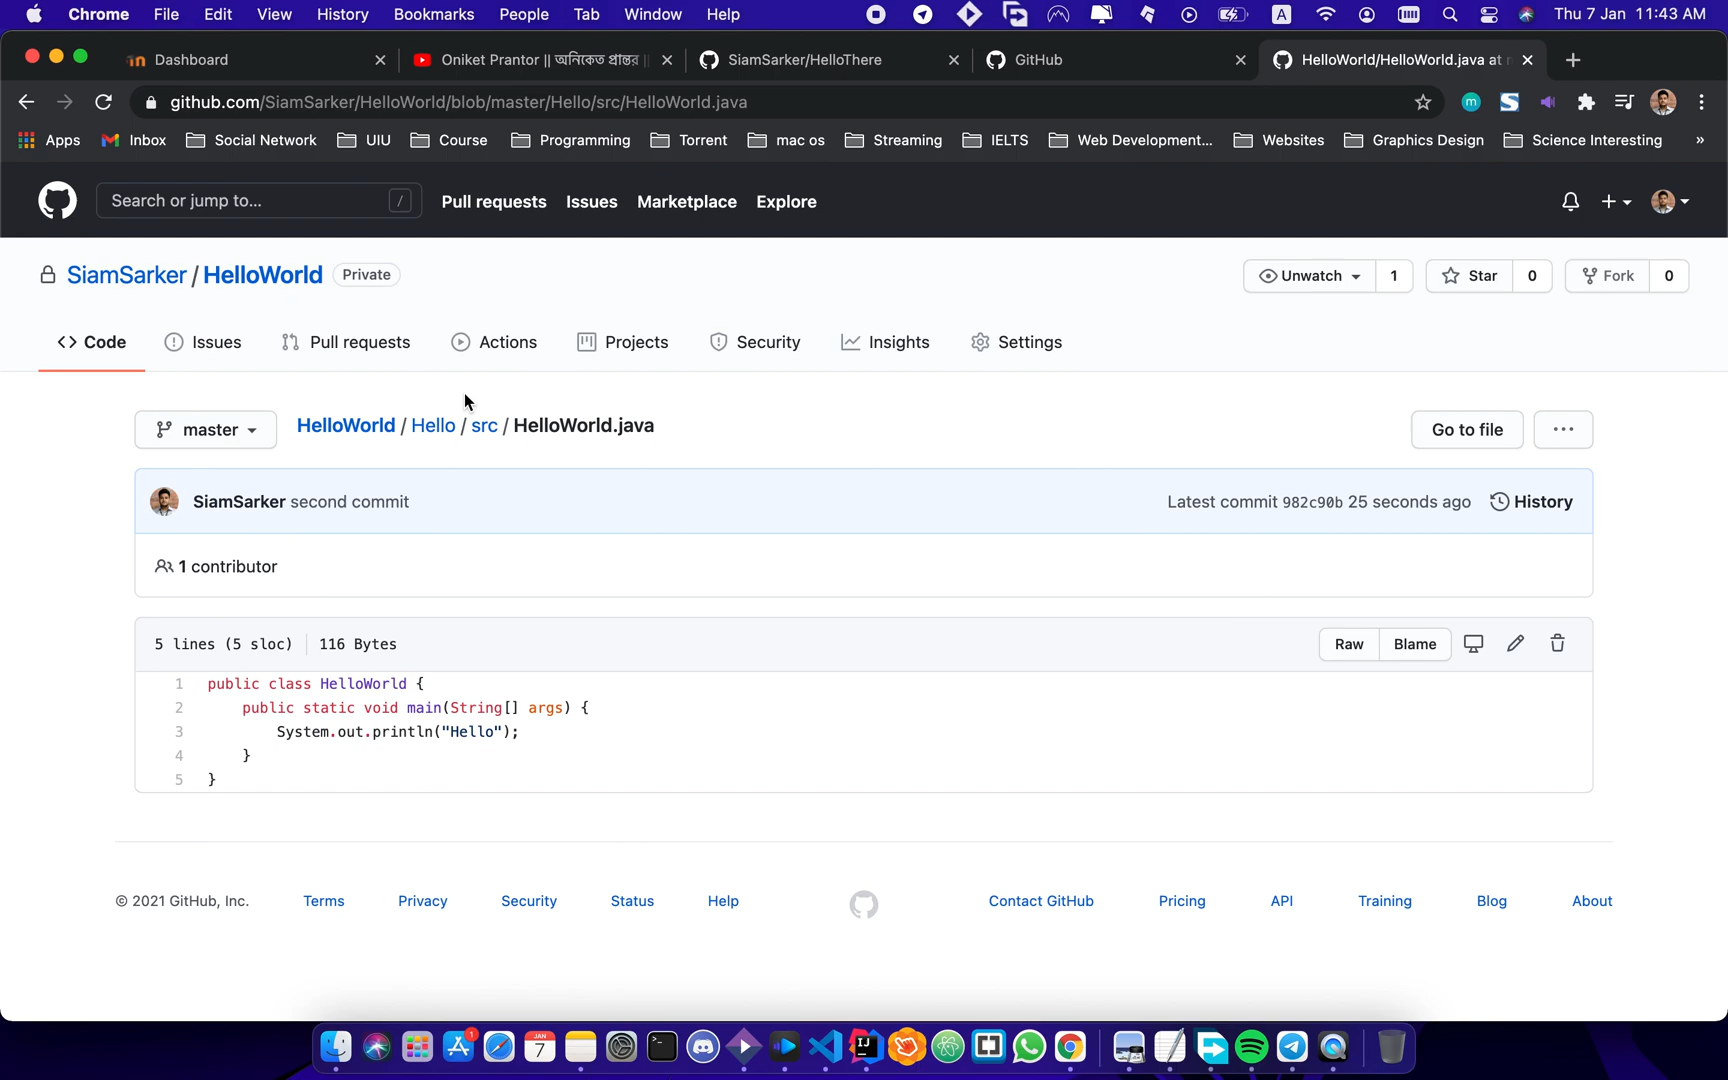 Chrome File Edit View History Bookmarks People Tab Window Help A Thu 7 Jan 11:43 AM
Dashboard Oniket Prantor || অনিকেত প্রান্তর || SiamSarker/HelloThere GitHub HelloWorld/HelloWorld.java at
github.com/SiamSarker/HelloWorld/blob/master/Hello/src/HelloWorld.java m S
Apps Inbox Social Network UIU Course Programming Torrent mac os Streaming IELTS Web Development... Websites Graphics Design Science Interesting »
Search or jump to... / Pull requests Issues Marketplace Explore
SiamSarker / HelloWorld Private Unwatch 1 Star 0 Fork 0
Code Issues Pull requests Actions Projects Security Insights Settings
master HelloWorld / Hello / src / HelloWorld.java Go to file ...
SiamSarker second commit Latest commit 982c90b 25 seconds ago History
1 contributor
5 lines (5 sloc) 116 Bytes Raw Blame
1 public class HelloWorld {
2 public static void main(String[] args) {
3 System.out.println("Hello");
4 }
5 }
© 2021 GitHub, Inc. Terms Privacy Security Status Help Contact GitHub Pricing API Training Blog About
1 JAN 7 IJ